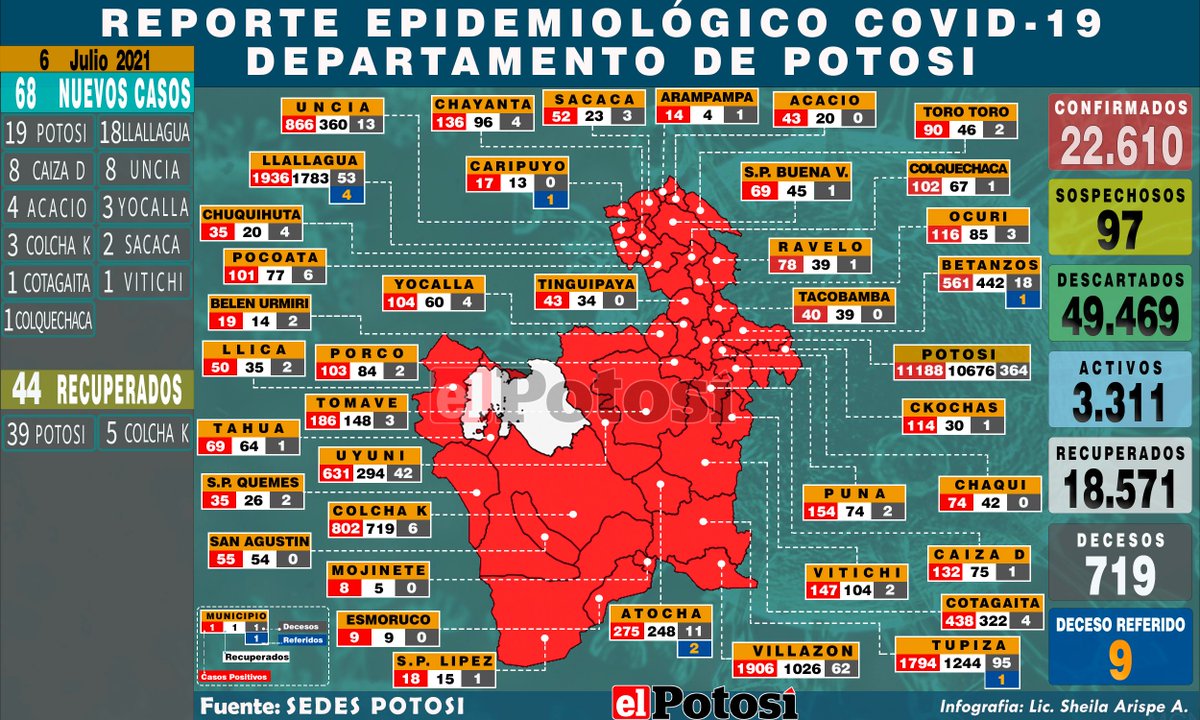 REPORTE EPIDEMIOLÓGICO COVID-19
DEPARTAMENTO DE POTOSI
6 Julio 2021
68 NUEVOS CASOS
19 POTOSI 18 LLALLAGUA
8 CAIZA D 8 UNCIA
4 ACACIO 3 YOCALLA
3 COLCHA K 2 SACACA
1 COTAGAITA 1 VITICHI
1 COLQUECHACA
44 RECUPERADOS
39 POTOSI 5 COLCHA K
UNCIA
866 360 13
CHAYANTA
136 96 4
SACACA
52 23 3
ARAMPAMPA
14 4 1
ACACIO
43 20 0
TORO TORO
90 46 2
LLALLAGUA
1936 1783 53
4
CARIPUYO
17 13 0
1
S.P. BUENA V.
69 45 1
COLQUECHACA
102 67 1
CHUQUIHUTA
35 20 4
OCURI
116 85 3
POCOATA
101 77 6
RAVELO
78 39 1
YOCALLA
104 60 4
TINGUIPAYA
43 34 0
BETANZOS
561 442 18
1
BELEN URMIRI
19 14 2
TACOBAMBA
40 39 0
LLICA
50 35 2
PORCO
103 84 2
POTOSI
11188 10676 364
TOMAVE
186 148 3
CKOCHAS
114 30 1
TAHUA
69 64 1
UYUNI
631 294 42
S.P. QUEMES
35 26 2
PUNA
154 74 2
CHAQUI
74 42 0
COLCHA K
802 719 6
SAN AGUSTIN
55 54 0
CAIZA D
132 75 1
MOJINETE
8 5 0
VITICHI
147 104 2
COTAGAITA
438 322 4
ESMORUCO
9 9 0
ATOCHA
275 248 11
2
TUPIZA
1794 1244 95
1
VILLAZON
1906 1026 62
S.P. LIPEZ
18 15 1
el Potosí
MUNICIPIO
1 1 1 Decesos
1 Referidos
Recuperados
Casos Positivos
CONFIRMADOS
22.610
SOSPECHOSOS
97
DESCARTADOS
49.469
ACTIVOS
3.311
RECUPERADOS
18.571
DECESOS
719
DECESO REFERIDO
9
Fuente: SEDES POTOSI
el Potosí
Infografia: Lic. Sheila Arispe A.